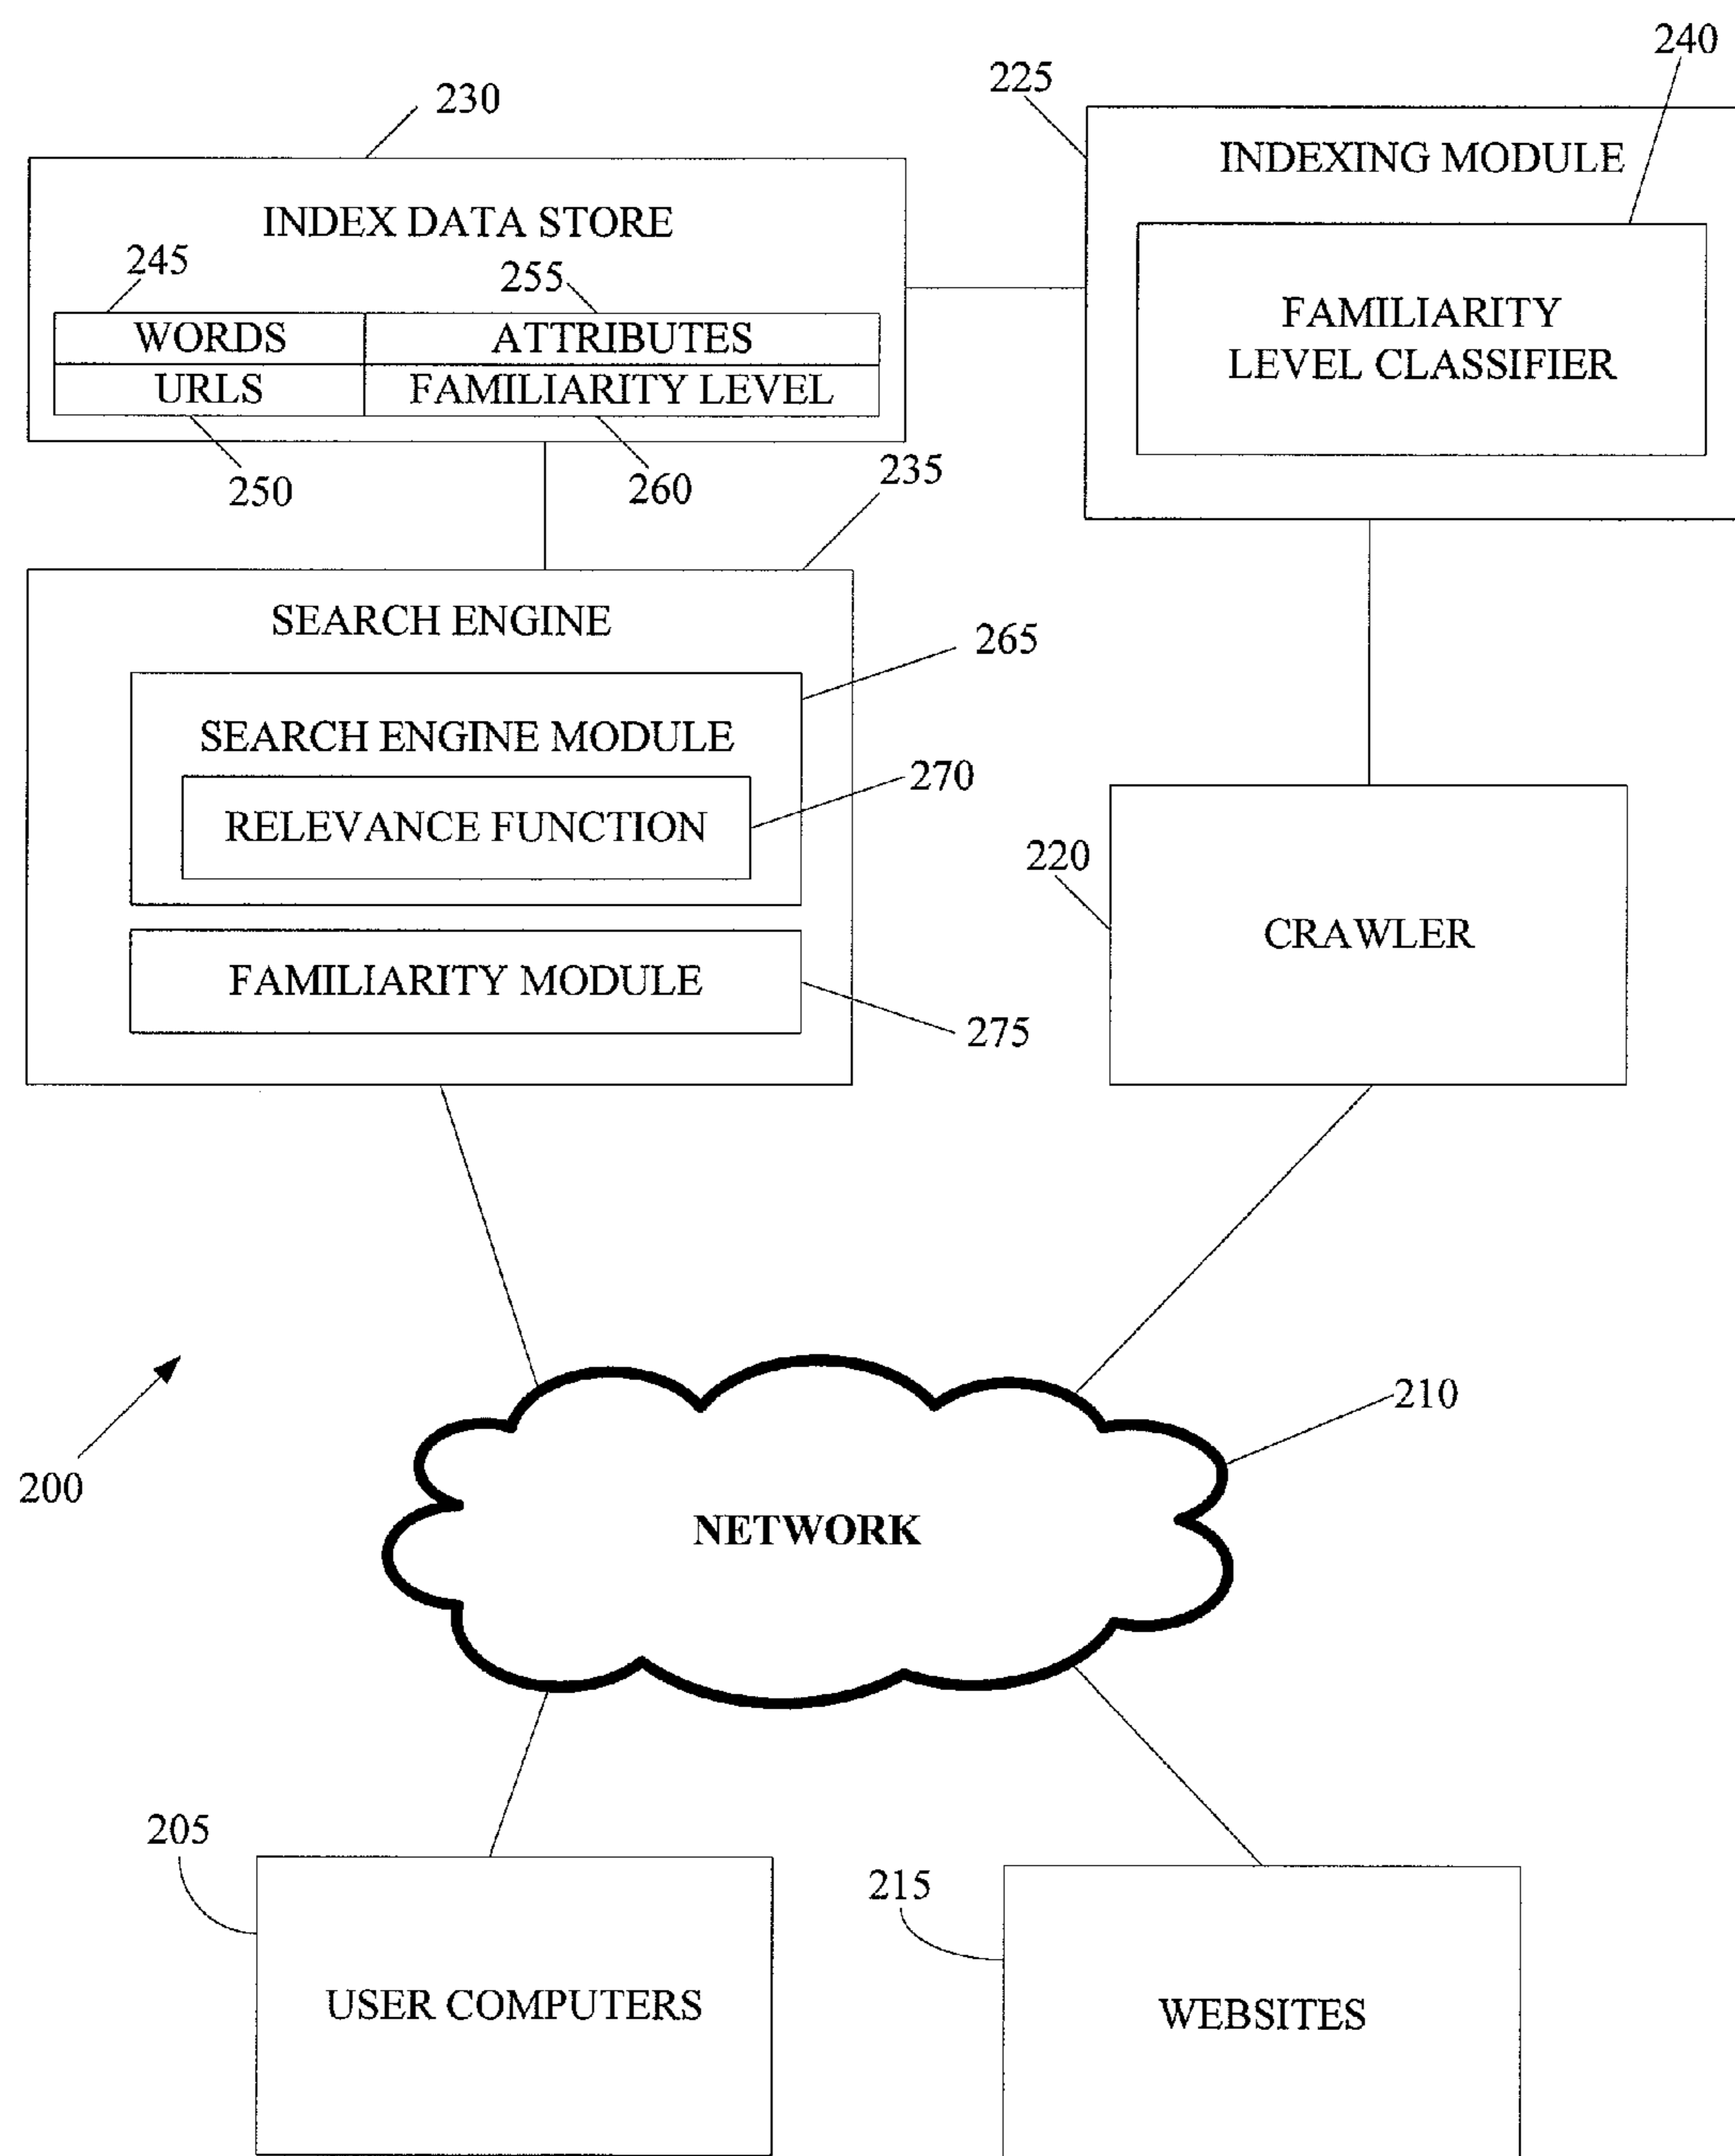 240
225
230
INDEXING MODULE
INDEX DATA STORE
245
255
FAMILIARITY
LEVEL CLASSIFIER
WORDS
ATTRIBUTES
URLS
FAMILIARITY LEVEL
250
260
235
SEARCH ENGINE
265
SEARCH ENGINE MODULE
270
RELEVANCE FUNCTION
220
CRAWLER
FAMILIARITY MODULE
275
210
200
NETWORK
205
215
USER COMPUTERS
WEBSITES